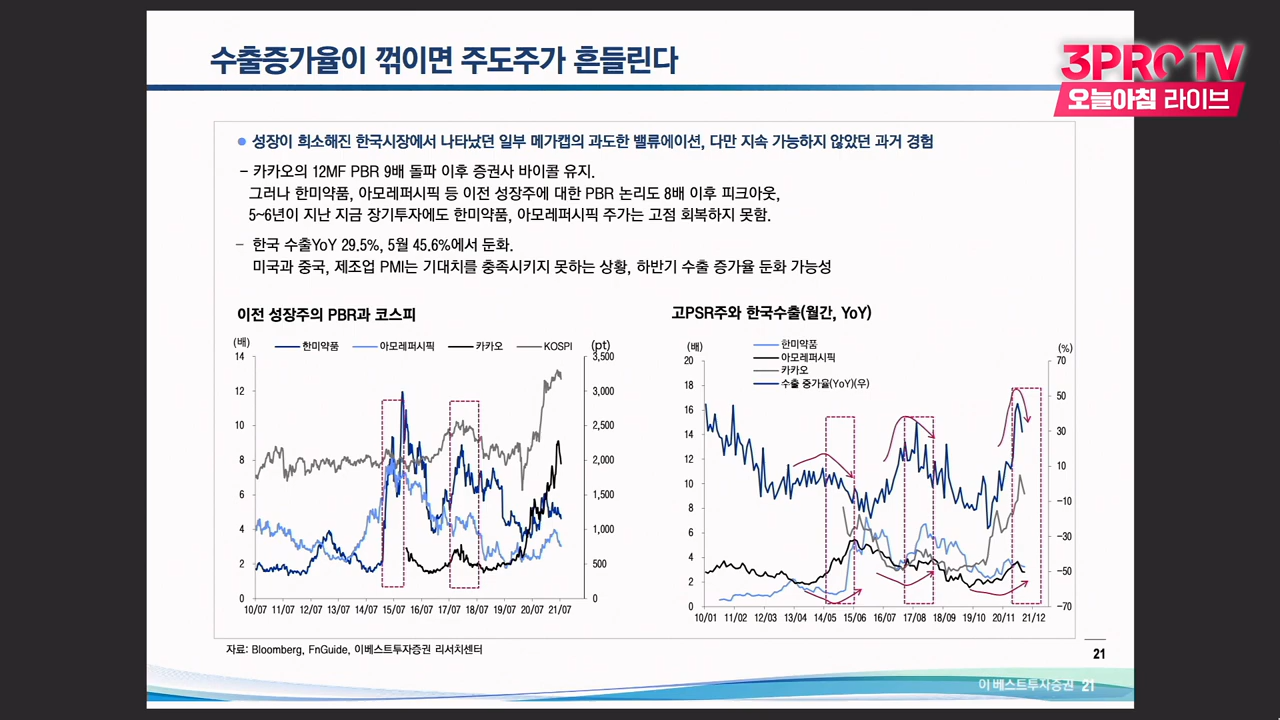 수출증가율이 꺾이면 주도주가 흔들린다
3PROTV
오늘아침 라이브
● 성장이 희소해진 한국시장에서 나타났던 일부 메가캡의 과도한 밸류에이션, 다만 지속 가능하지 않았던 과거 경험
– 카카오의 12MF PBR 9배 돌파 이후 증권사 바이콜 유지.
그러나 한미약품, 아모레퍼시픽 등 이전 성장주에 대한 PBR 논리도 8배 이후 피크아웃,
5~6년이 지난 지금 장기투자에도 한미약품, 아모레퍼시픽 주가는 고점 회복하지 못함.
– 한국 수출YoY 29.5%, 5월 45.6%에서 둔화.
미국과 중국, 제조업 PMI는 기대치를 충족시키지 못하는 상황, 하반기 수출 증가율 둔화 가능성
이전 성장주의 PBR과 코스피
(배) 한미약품 아모레퍼시픽 카카오 KOSPI (pt)
14 3,500
12 3,000
10 2,500
8 2,000
6 1,500
4 1,000
2 500
0 0
10/07 11/07 12/07 13/07 14/07 15/07 16/07 17/07 18/07 19/07 20/07 21/07
고PSR주와 한국수출(월간, YoY)
(배) (%)
한미약품
아모레퍼시픽
카카오
수출 중가율(YoY)(우)
20 70
18 50
16
14 30
12 10
10
8 -10
6 -30
4 -50
2
0 -70
10/01 11/02 12/03 13/04 14/05 15/06 16/07 17/08 18/09 19/10 20/11 21/12
자료: Bloomberg, FnGuide, 이베스트투자증권 리서치센터
21
이베스트투자증권 21